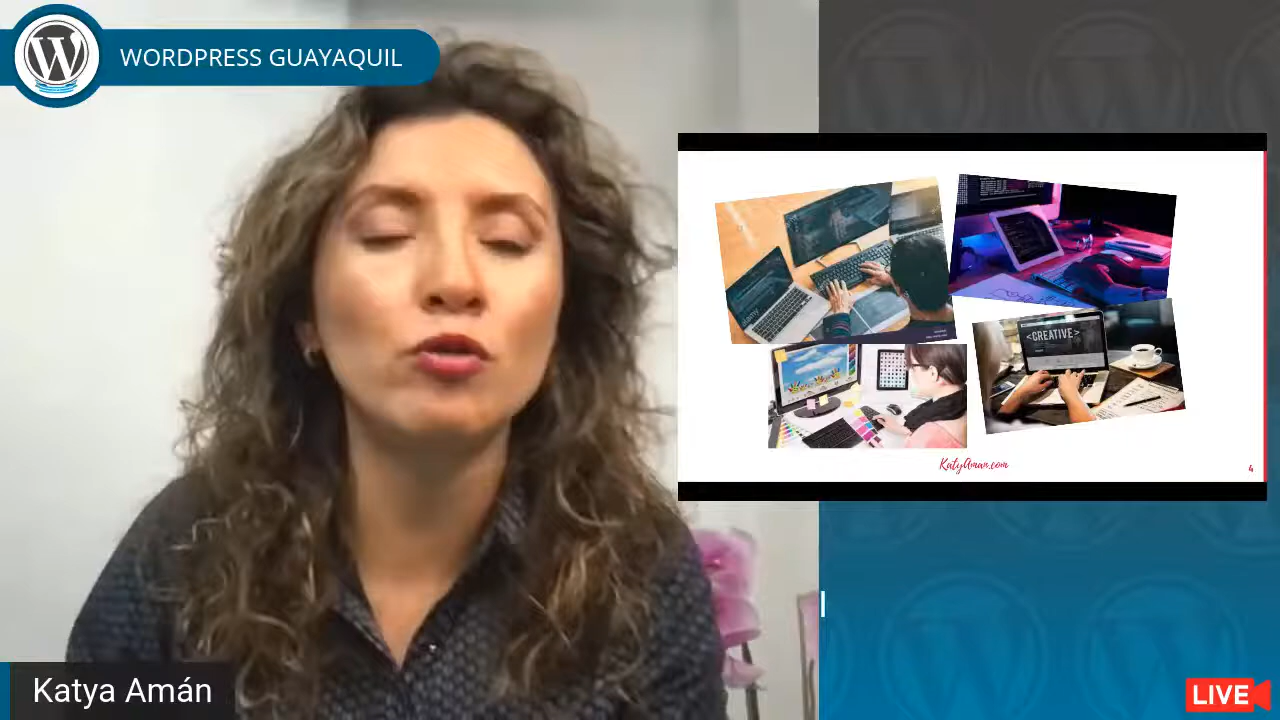 WORDPRESS GUAYAQUIL
<CREATIVE>
KatyAman.com
4
Katya Amán
LIVE